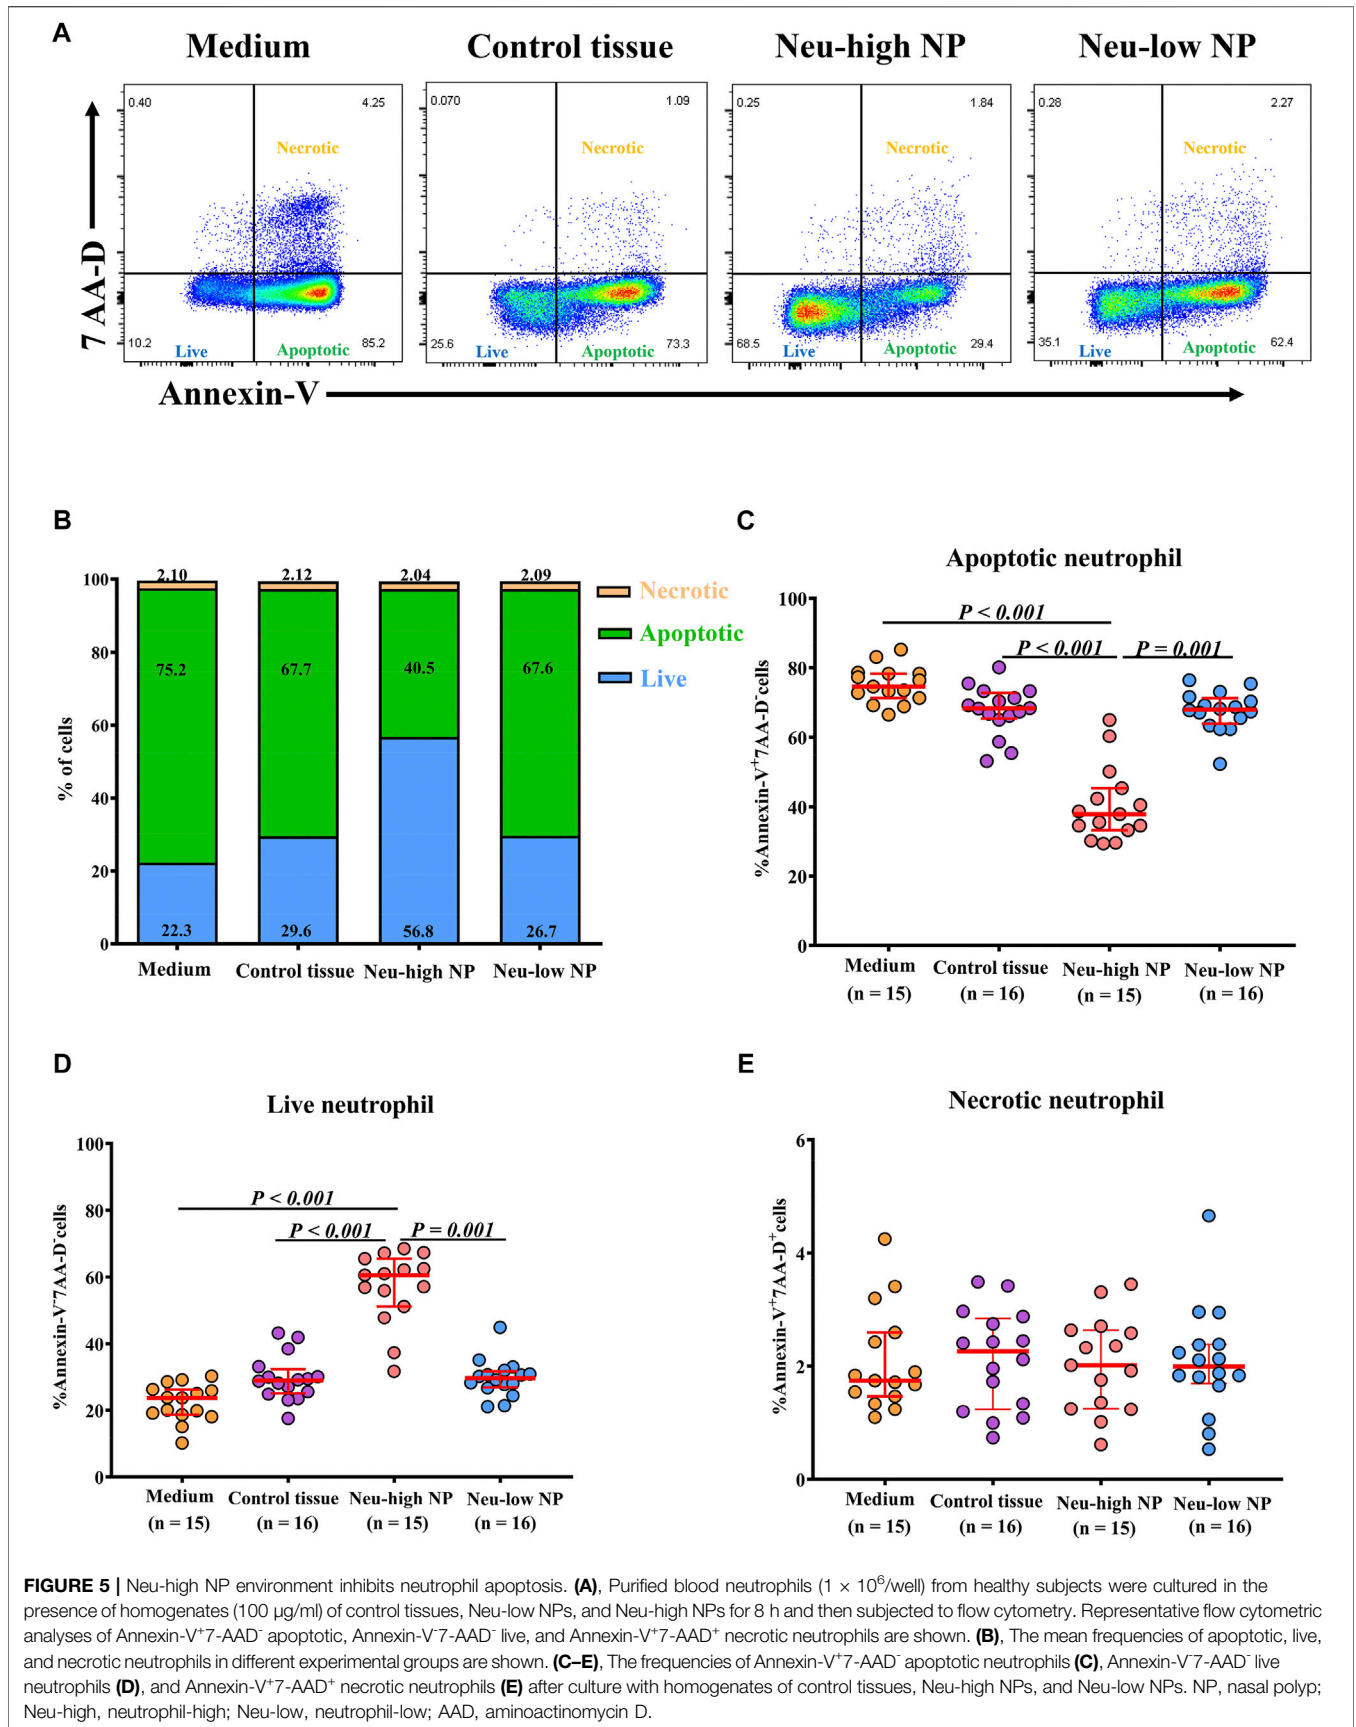 A
Medium
Control tissue
Neu-high NP
Neu-low NP
7 AA-D
0.40
4.25
Necrotic
10.2
Live
Apoptotic
85.2
0.070
1.09
Necrotic
25.6
Live
Apoptotic
73.3
0.25
1.84
Necrotic
68.5
Live
Apoptotic
29.4
0.28
2.27
Necrotic
35.1
Live
Apoptotic
62.4
Annexin-V
B
% of cells
100
80
60
40
20
0
2.10
2.12
2.04
2.09
75.2
67.7
40.5
67.6
22.3
29.6
56.8
26.7
Medium
Control tissue
Neu-high NP
Neu-low NP
Necrotic
Apoptotic
Live
C
Apoptotic neutrophil
%Annexin-V⁺7AA-D⁻cells
100
80
60
40
20
0
P < 0.001
P < 0.001
P = 0.001
Medium
Control tissue
Neu-high NP
Neu-low NP
(n = 15)
(n = 16)
(n = 15)
(n = 16)
D
Live neutrophil
%Annexin-V⁻7AA-D⁻cells
100
80
60
40
20
0
P < 0.001
P < 0.001
P = 0.001
Medium
Control tissue
Neu-high NP
Neu-low NP
(n = 15)
(n = 16)
(n = 15)
(n = 16)
E
Necrotic neutrophil
%Annexin-V⁺7AA-D⁺cells
6
4
2
0
Medium
Control tissue
Neu-high NP
Neu-low NP
(n = 15)
(n = 16)
(n = 15)
(n = 16)
FIGURE 5 | Neu-high NP environment inhibits neutrophil apoptosis. (A), Purified blood neutrophils (1 × 10⁶/well) from healthy subjects were cultured in the
presence of homogenates (100 μg/ml) of control tissues, Neu-low NPs, and Neu-high NPs for 8 h and then subjected to flow cytometry. Representative flow cytometric
analyses of Annexin-V⁺7-AAD⁻ apoptotic, Annexin-V⁻7-AAD⁻ live, and Annexin-V⁺7-AAD⁺ necrotic neutrophils are shown. (B), The mean frequencies of apoptotic, live,
and necrotic neutrophils in different experimental groups are shown. (C–E), The frequencies of Annexin-V⁺7-AAD⁻ apoptotic neutrophils (C), Annexin-V⁻7-AAD⁻ live
neutrophils (D), and Annexin-V⁺7-AAD⁺ necrotic neutrophils (E) after culture with homogenates of control tissues, Neu-high NPs, and Neu-low NPs. NP, nasal polyp;
Neu-high, neutrophil-high; Neu-low, neutrophil-low; AAD, aminoactinomycin D.